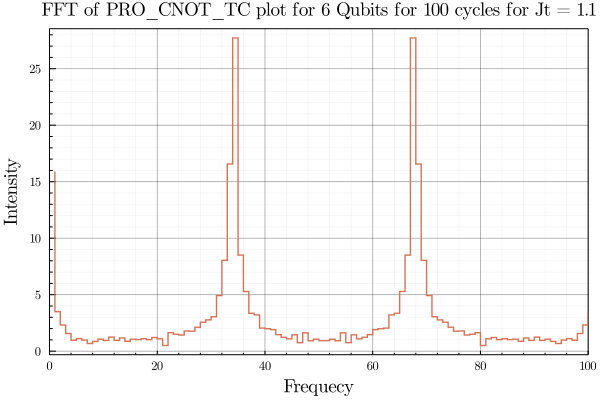 FFT of PRO_CNOT_TC plot for 6 Qubits for 100 cycles for Jt = 1.1
25
20
15
10
5
0
Intensity
0 20 40 60 80 100
Frequecy